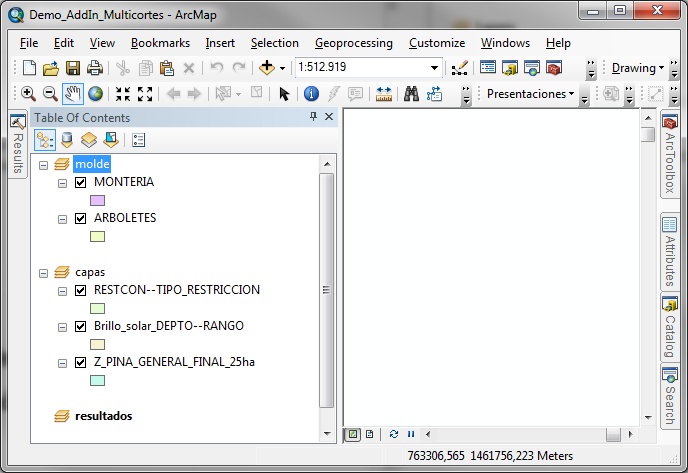 Demo_AddIn_Multicortes - ArcMap
File Edit View Bookmarks Insert Selection Geoprocessing Customize Windows Help
1:512.919
Drawing
Presentaciones
Results
Table Of Contents
molde
MONTERIA
ARBOLETES
capas
RESTCON--TIPO_RESTRICCION
Brillo_solar_DEPTO--RANGO
Z_PINA_GENERAL_FINAL_25ha
resultados
ArcToolbox
Attributes
Catalog
Search
763306,565 1461756,223 Meters